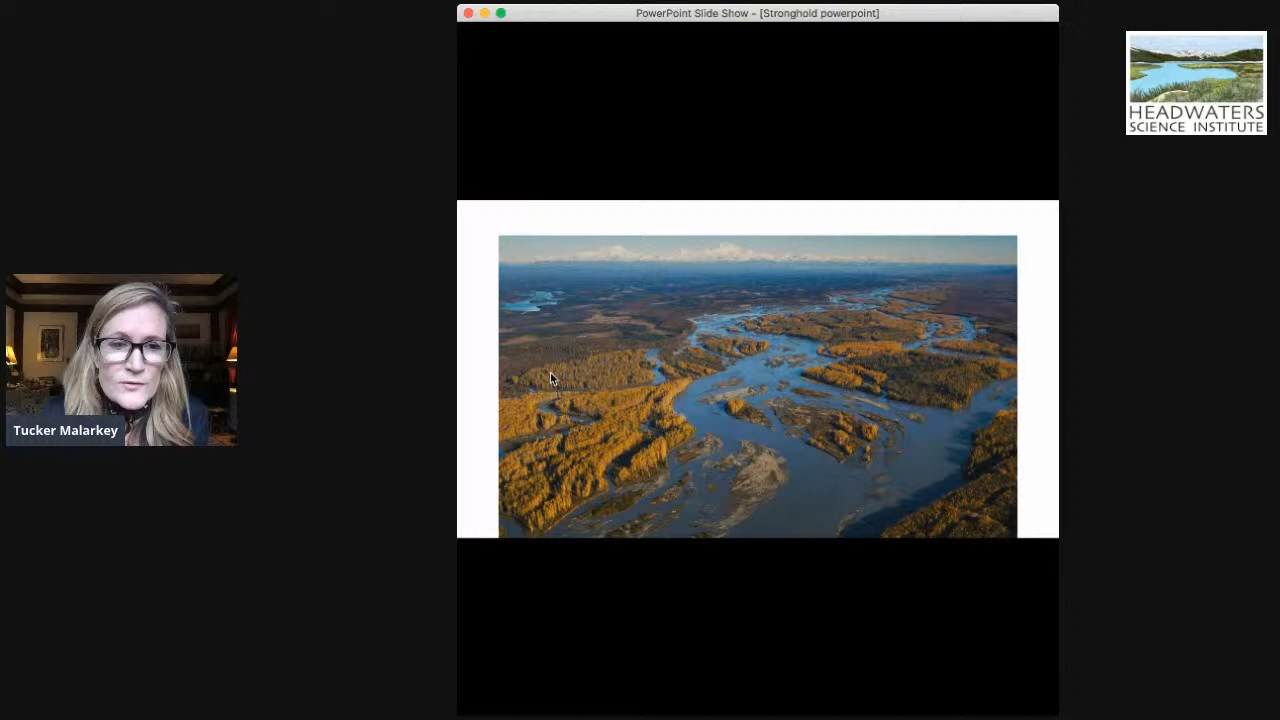 PowerPoint Slide Show - [Stronghold powerpoint]
HEADWATERS
SCIENCE INSTITUTE
Tucker Malarkey